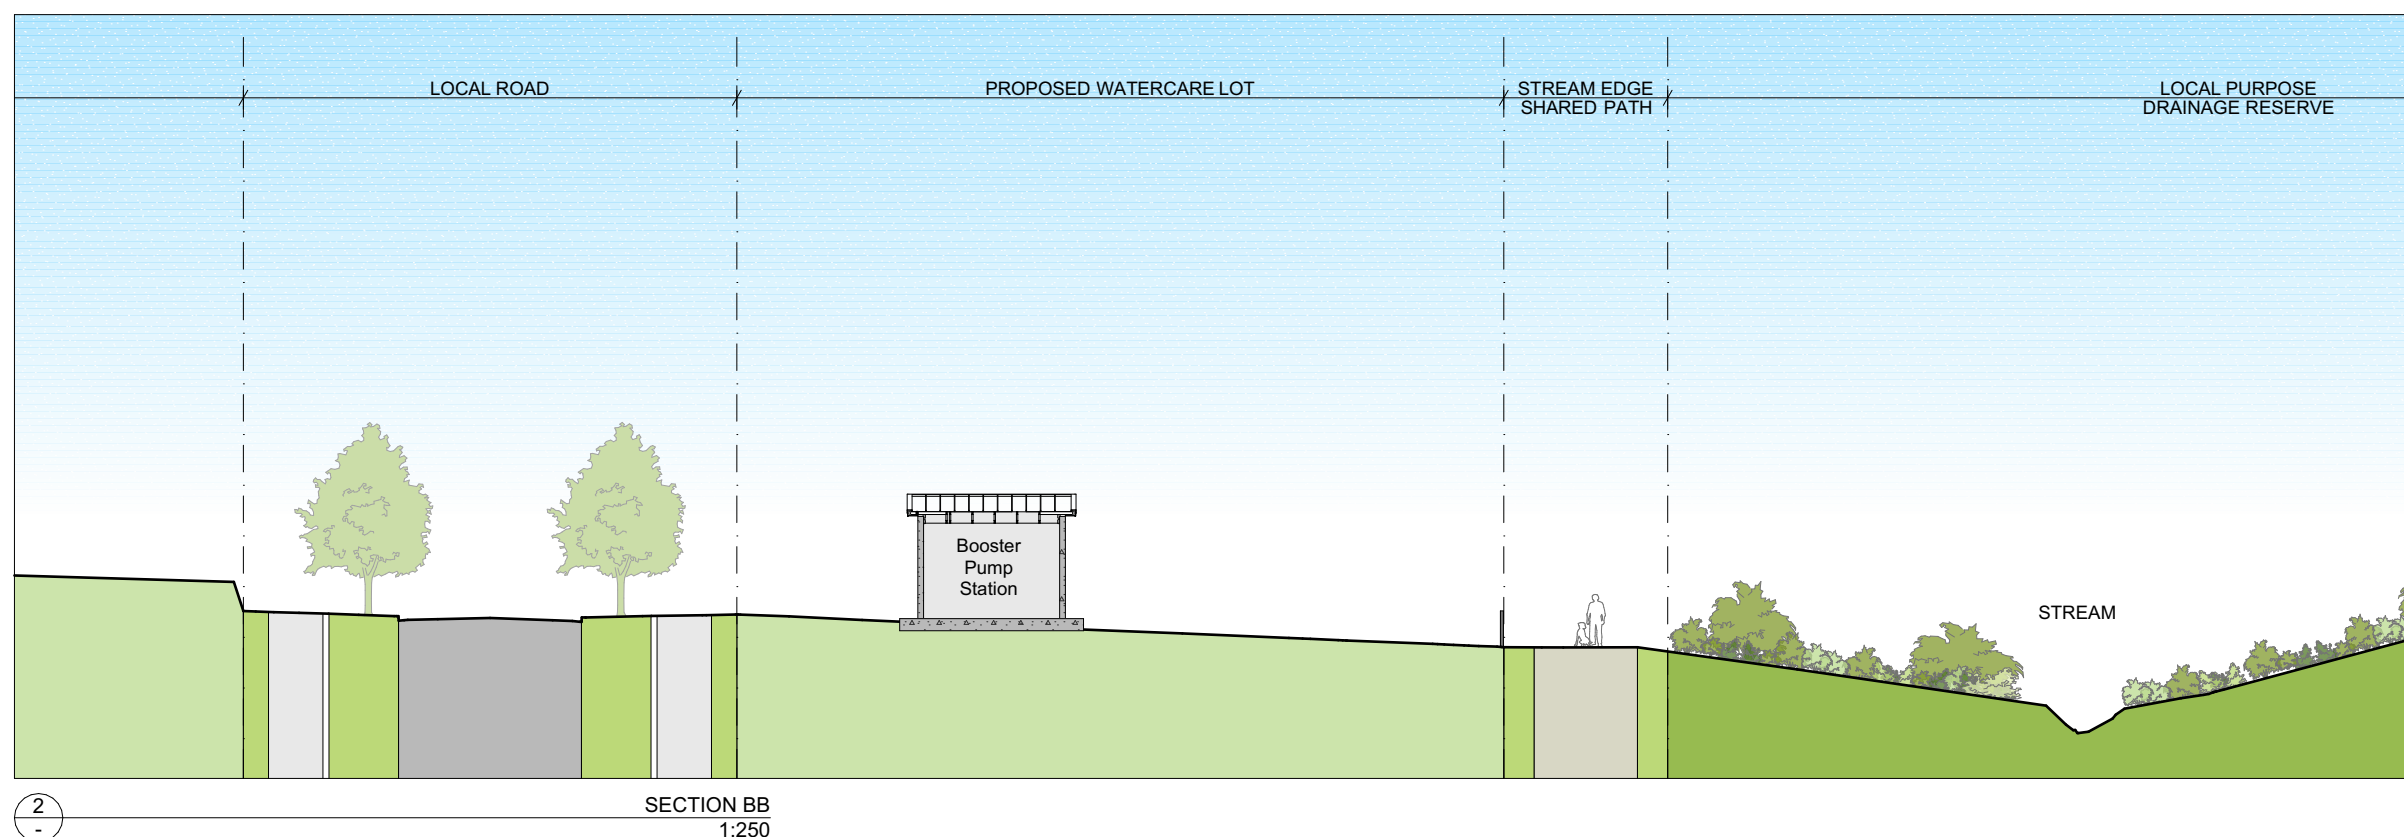 LOCAL ROAD
PROPOSED WATERCARE LOT
STREAM EDGE
SHARED PATH
LOCAL PURPOSE
DRAINAGE RESERVE
Booster
Pump
Station
STREAM
2
-
SECTION BB
1:250